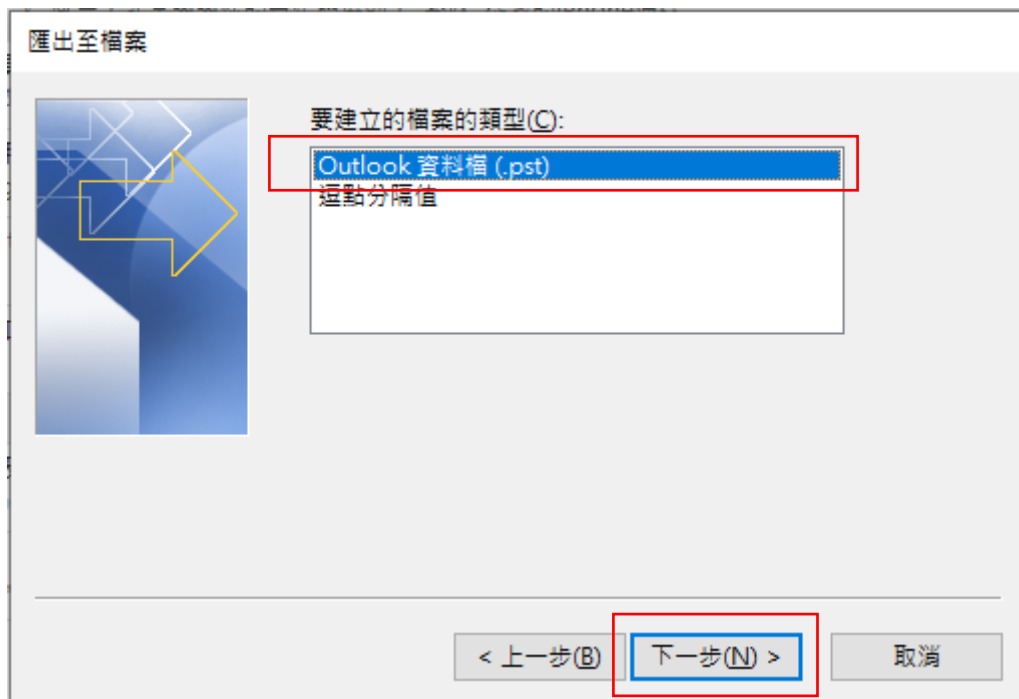 匯出至檔案
要建立的檔案的類型(C):
Outlook 資料檔 (.pst)
逗點分隔值
< 上一步(B)
下一步(N) >
取消